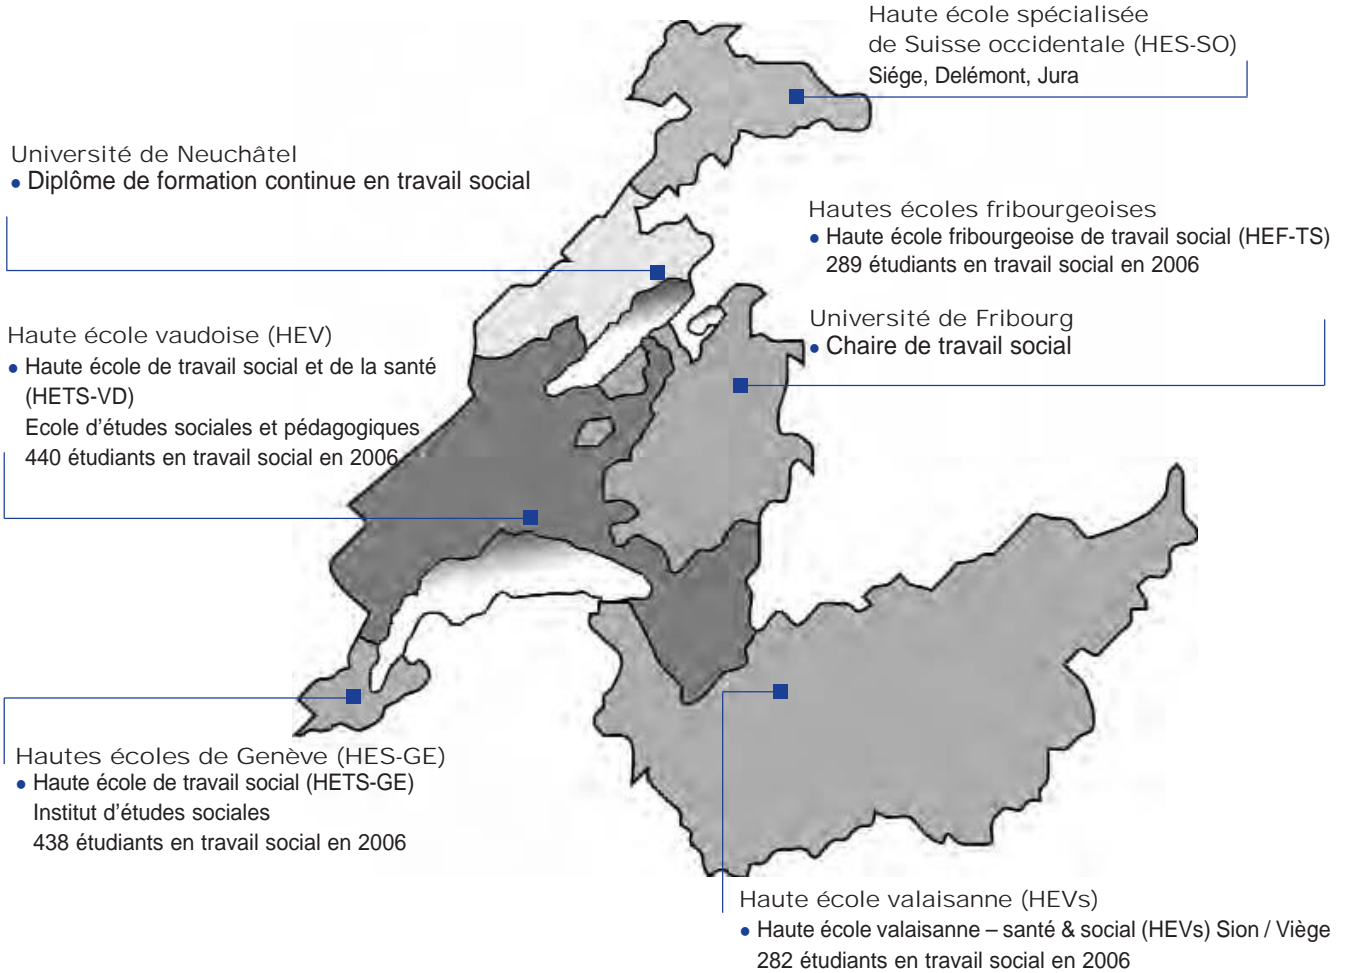 Haute école spécialisée
de Suisse occidentale (HES-SO)
Siége, Delémont, Jura
Université de Neuchâtel
• Diplôme de formation continue en travail social
Hautes écoles fribourgeoises
• Haute école fribourgeoise de travail social (HEF-TS)
289 étudiants en travail social en 2006
Université de Fribourg
• Chaire de travail social
Haute école vaudoise (HEV)
• Haute école de travail social et de la santé
(HETS-VD)
Ecole d'études sociales et pédagogiques
440 étudiants en travail social en 2006
Hautes écoles de Genève (HES-GE)
• Haute école de travail social (HETS-GE)
Institut d'études sociales
438 étudiants en travail social en 2006
Haute école valaisanne (HEVs)
• Haute école valaisanne – santé & social (HEVs) Sion / Viège
282 étudiants en travail social en 2006